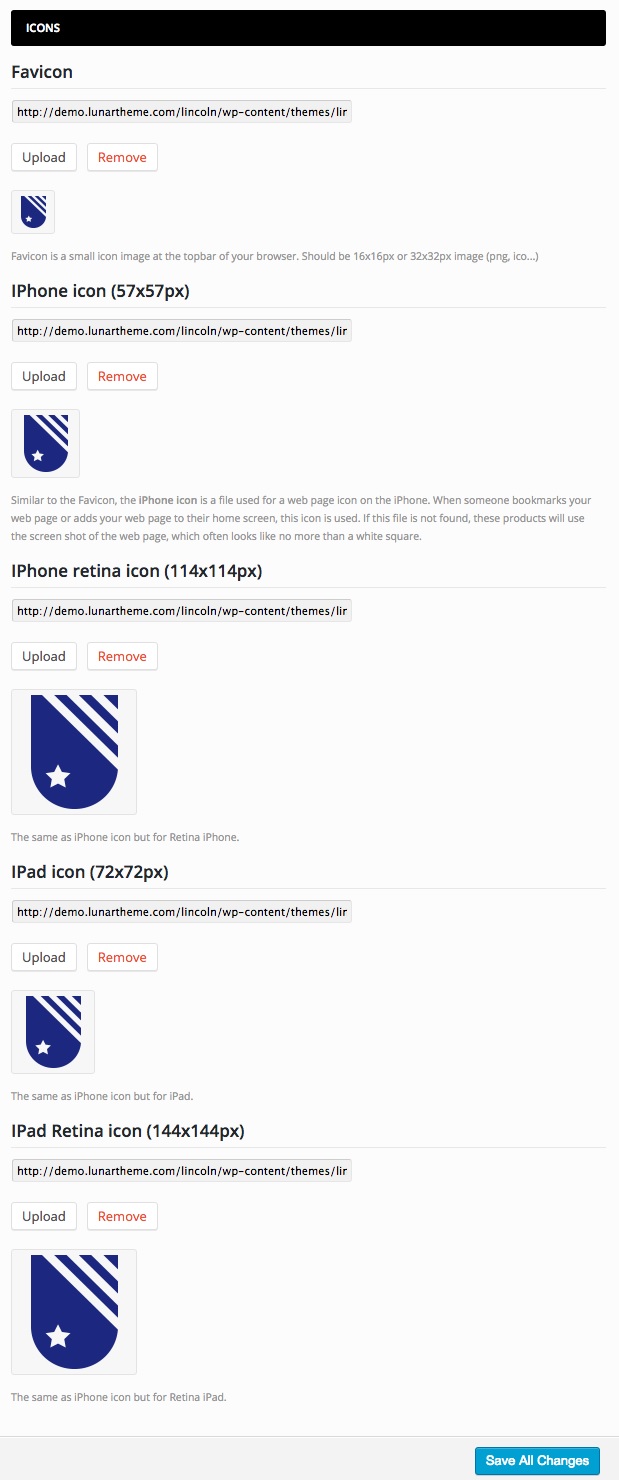 ICONS
Favicon
http://demo.lunartheme.com/lincoln/wp-content/themes/lin
Upload Remove
Favicon is a small icon image at the topbar of your browser. Should be 16x16px or 32x32px image (png, ico...)
IPhone icon (57x57px)
http://demo.lunartheme.com/lincoln/wp-content/themes/lin
Upload Remove
Similar to the Favicon, the iPhone icon is a file used for a web page icon on the iPhone. When someone bookmarks your
web page or adds your web page to their home screen, this icon is used. If this file is not found, these products will use
the screen shot of the web page, which often looks like no more than a white square.
IPhone retina icon (114x114px)
http://demo.lunartheme.com/lincoln/wp-content/themes/lin
Upload Remove
The same as iPhone icon but for Retina iPhone.
IPad icon (72x72px)
http://demo.lunartheme.com/lincoln/wp-content/themes/lin
Upload Remove
The same as iPhone icon but for iPad.
IPad Retina icon (144x144px)
http://demo.lunartheme.com/lincoln/wp-content/themes/lin
Upload Remove
The same as iPhone icon but for Retina iPad.
Save All Changes